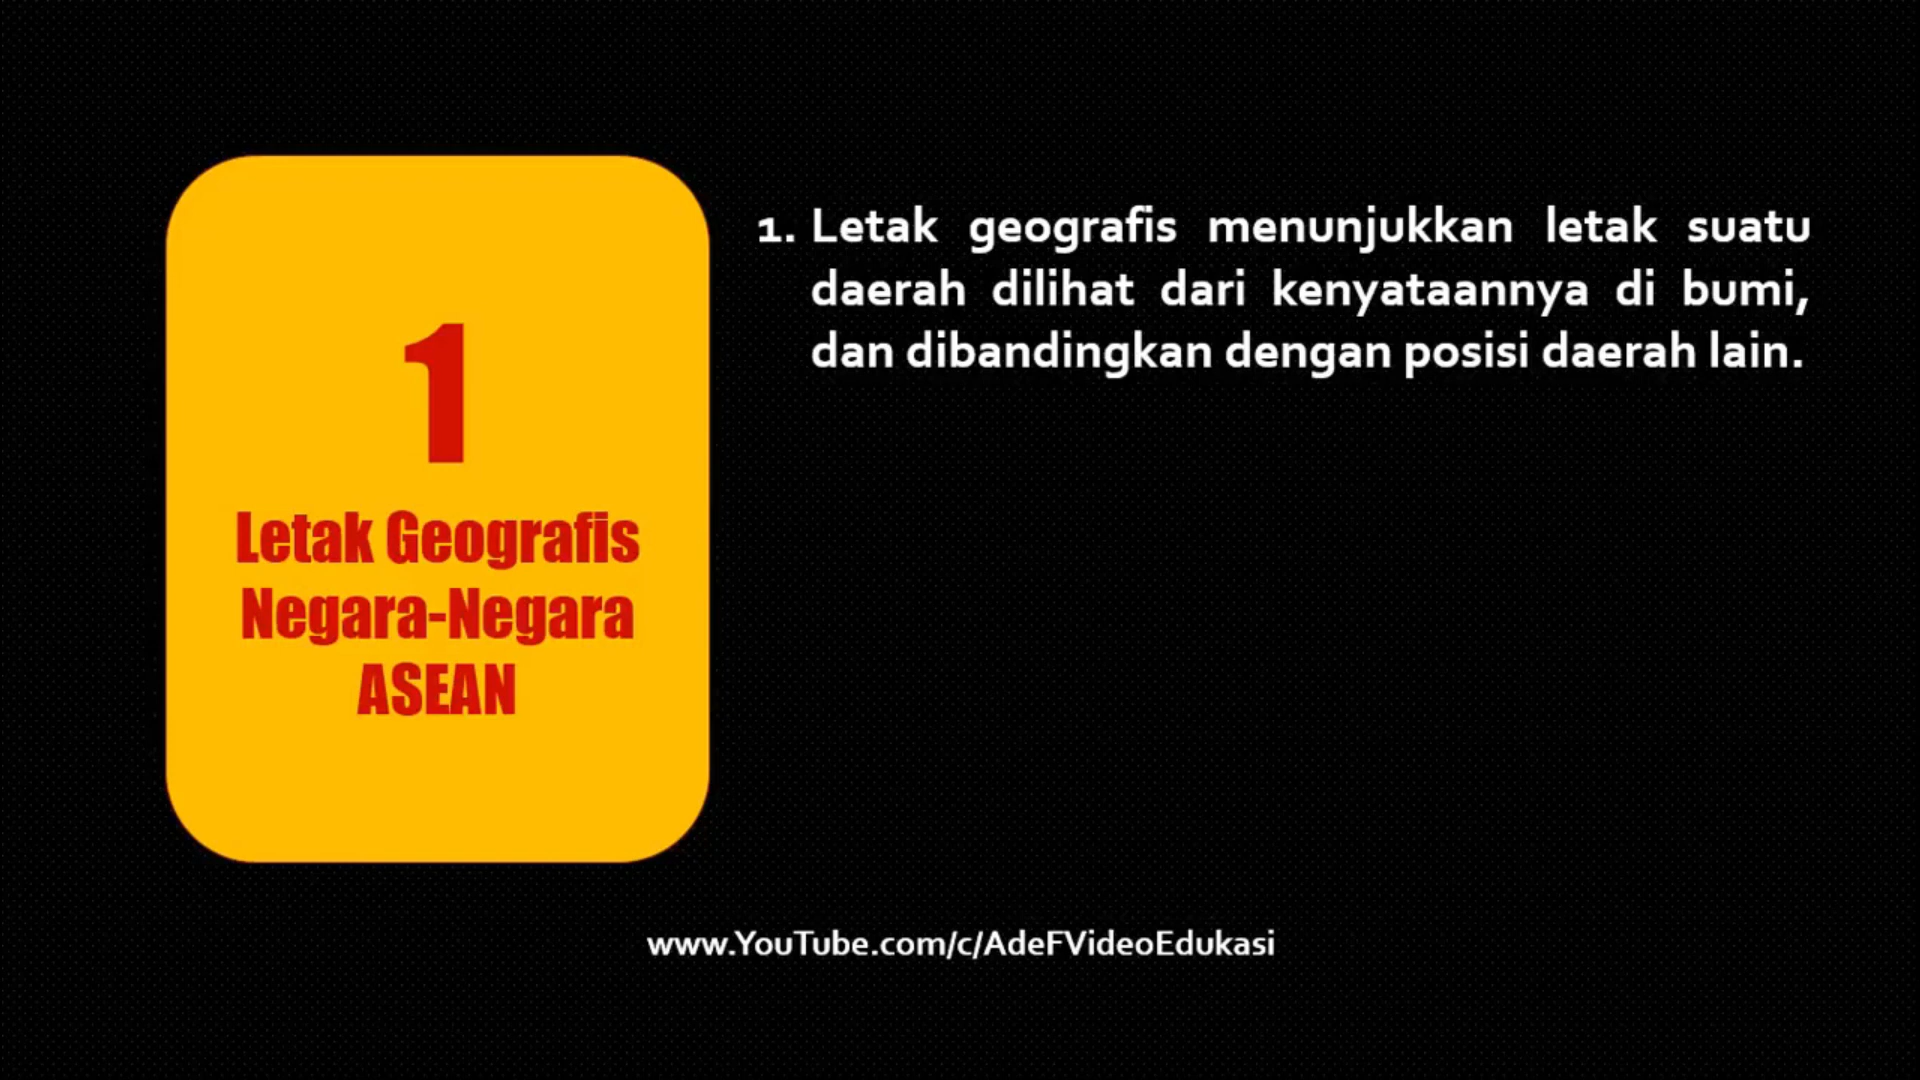 1
Letak Geografis
Negara-Negara
ASEAN
1. Letak geografis menunjukkan letak suatu
daerah dilihat dari kenyataannya di bumi,
dan dibandingkan dengan posisi daerah lain.
www.YouTube.com/c/AdeFVideoEdukasi